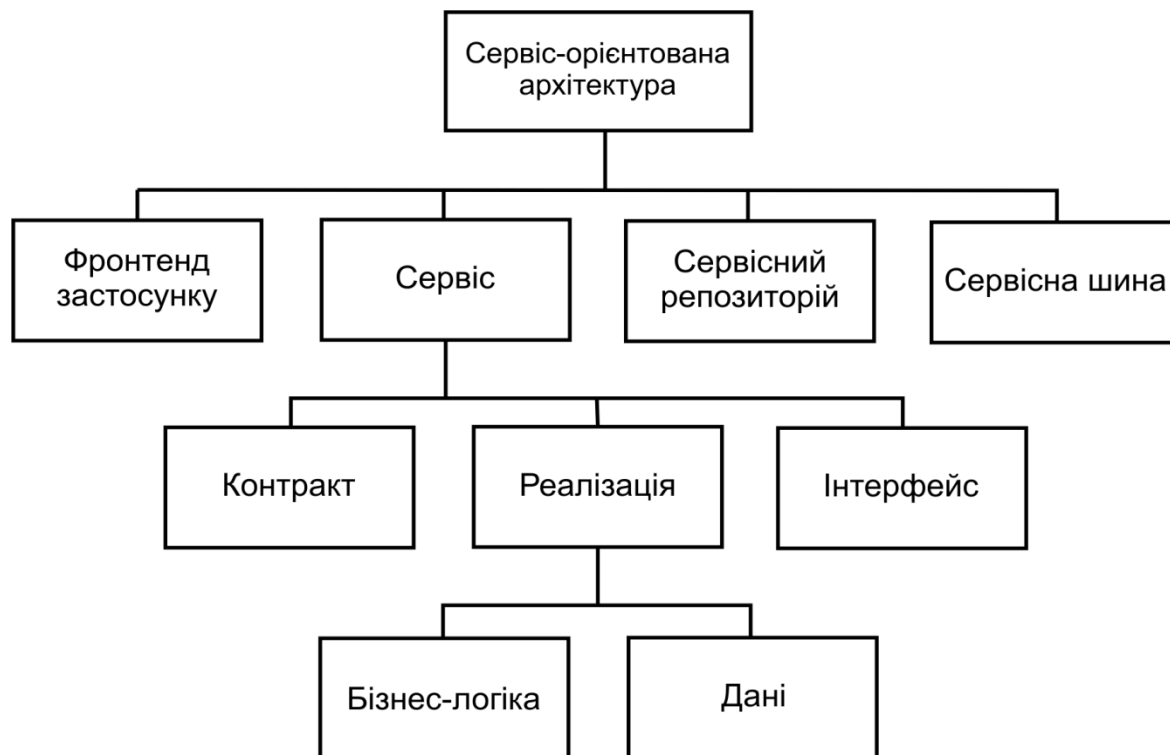 Сервіс-орієнтована
архітектура
Фронтенд
застосунку
Сервіс
Сервісний
репозиторій
Сервісна шина
Контракт
Реалізація
Інтерфейс
Бізнес-логіка
Дані